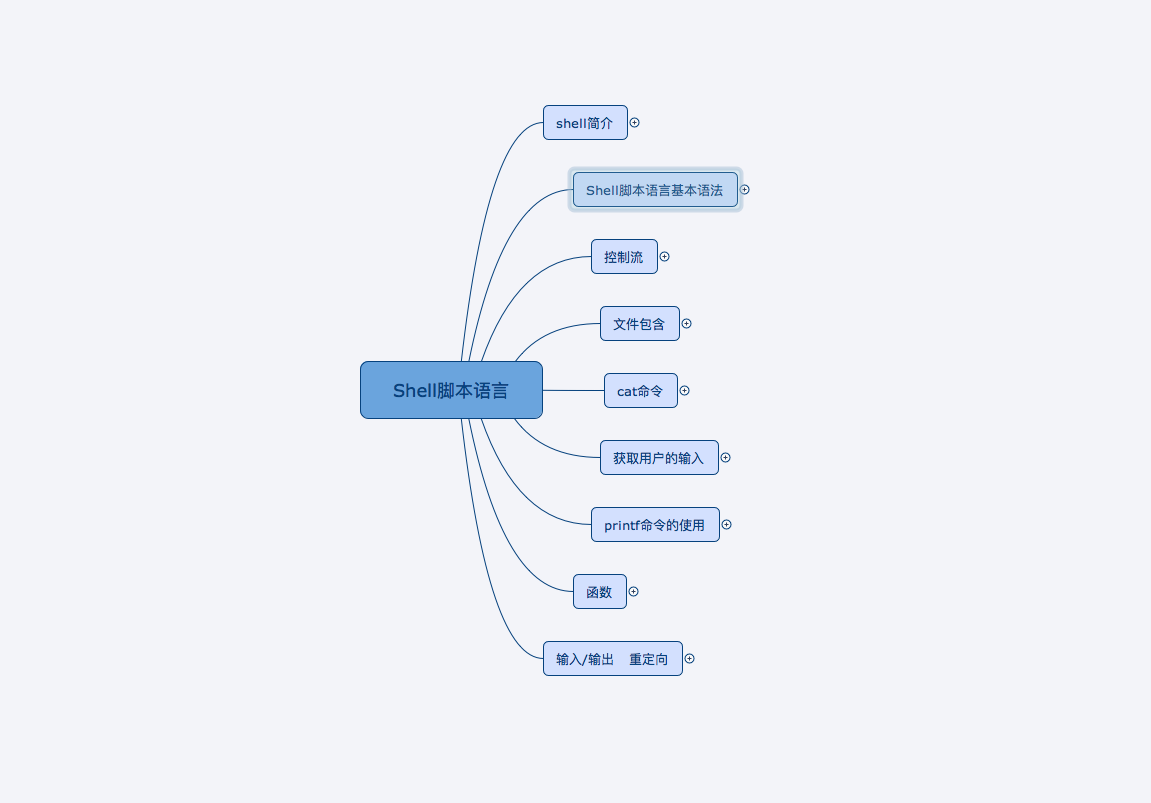 shell简介
Shell脚本语言基本语法
控制流
文件包含
Shell脚本语言
cat命令
获取用户的输入
printf命令的使用
函数
输入/输出 重定向